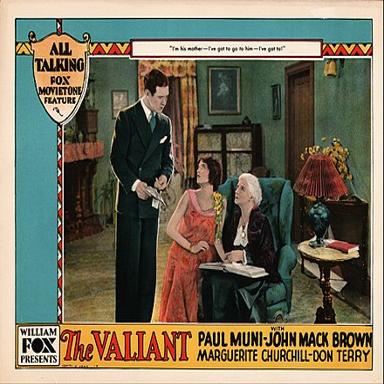 "I'm his mother—I've got to go to him—I've got to!"
ALL
TALKING
FOX
MOVIETONE
FEATURE
WILLIAM
FOX
PRESENTS
The VALIANT
WITH
PAUL MUNI-JOHN MACK BROWN
MARGUERITE CHURCHILL-DON TERRY